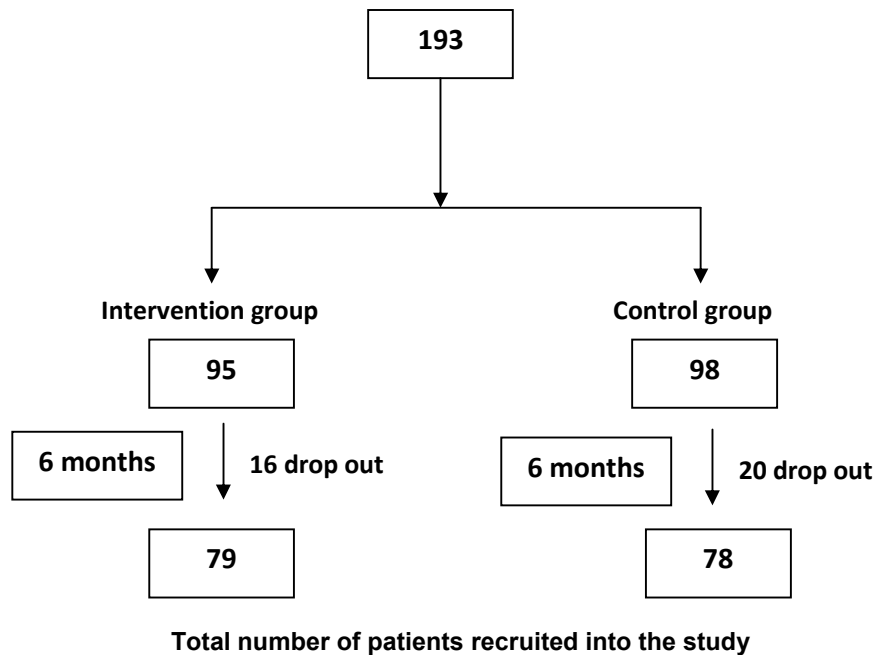 193
Intervention group
Control group
95
98
6 months
16 drop out
6 months
20 drop out
79
78
Total number of patients recruited into the study